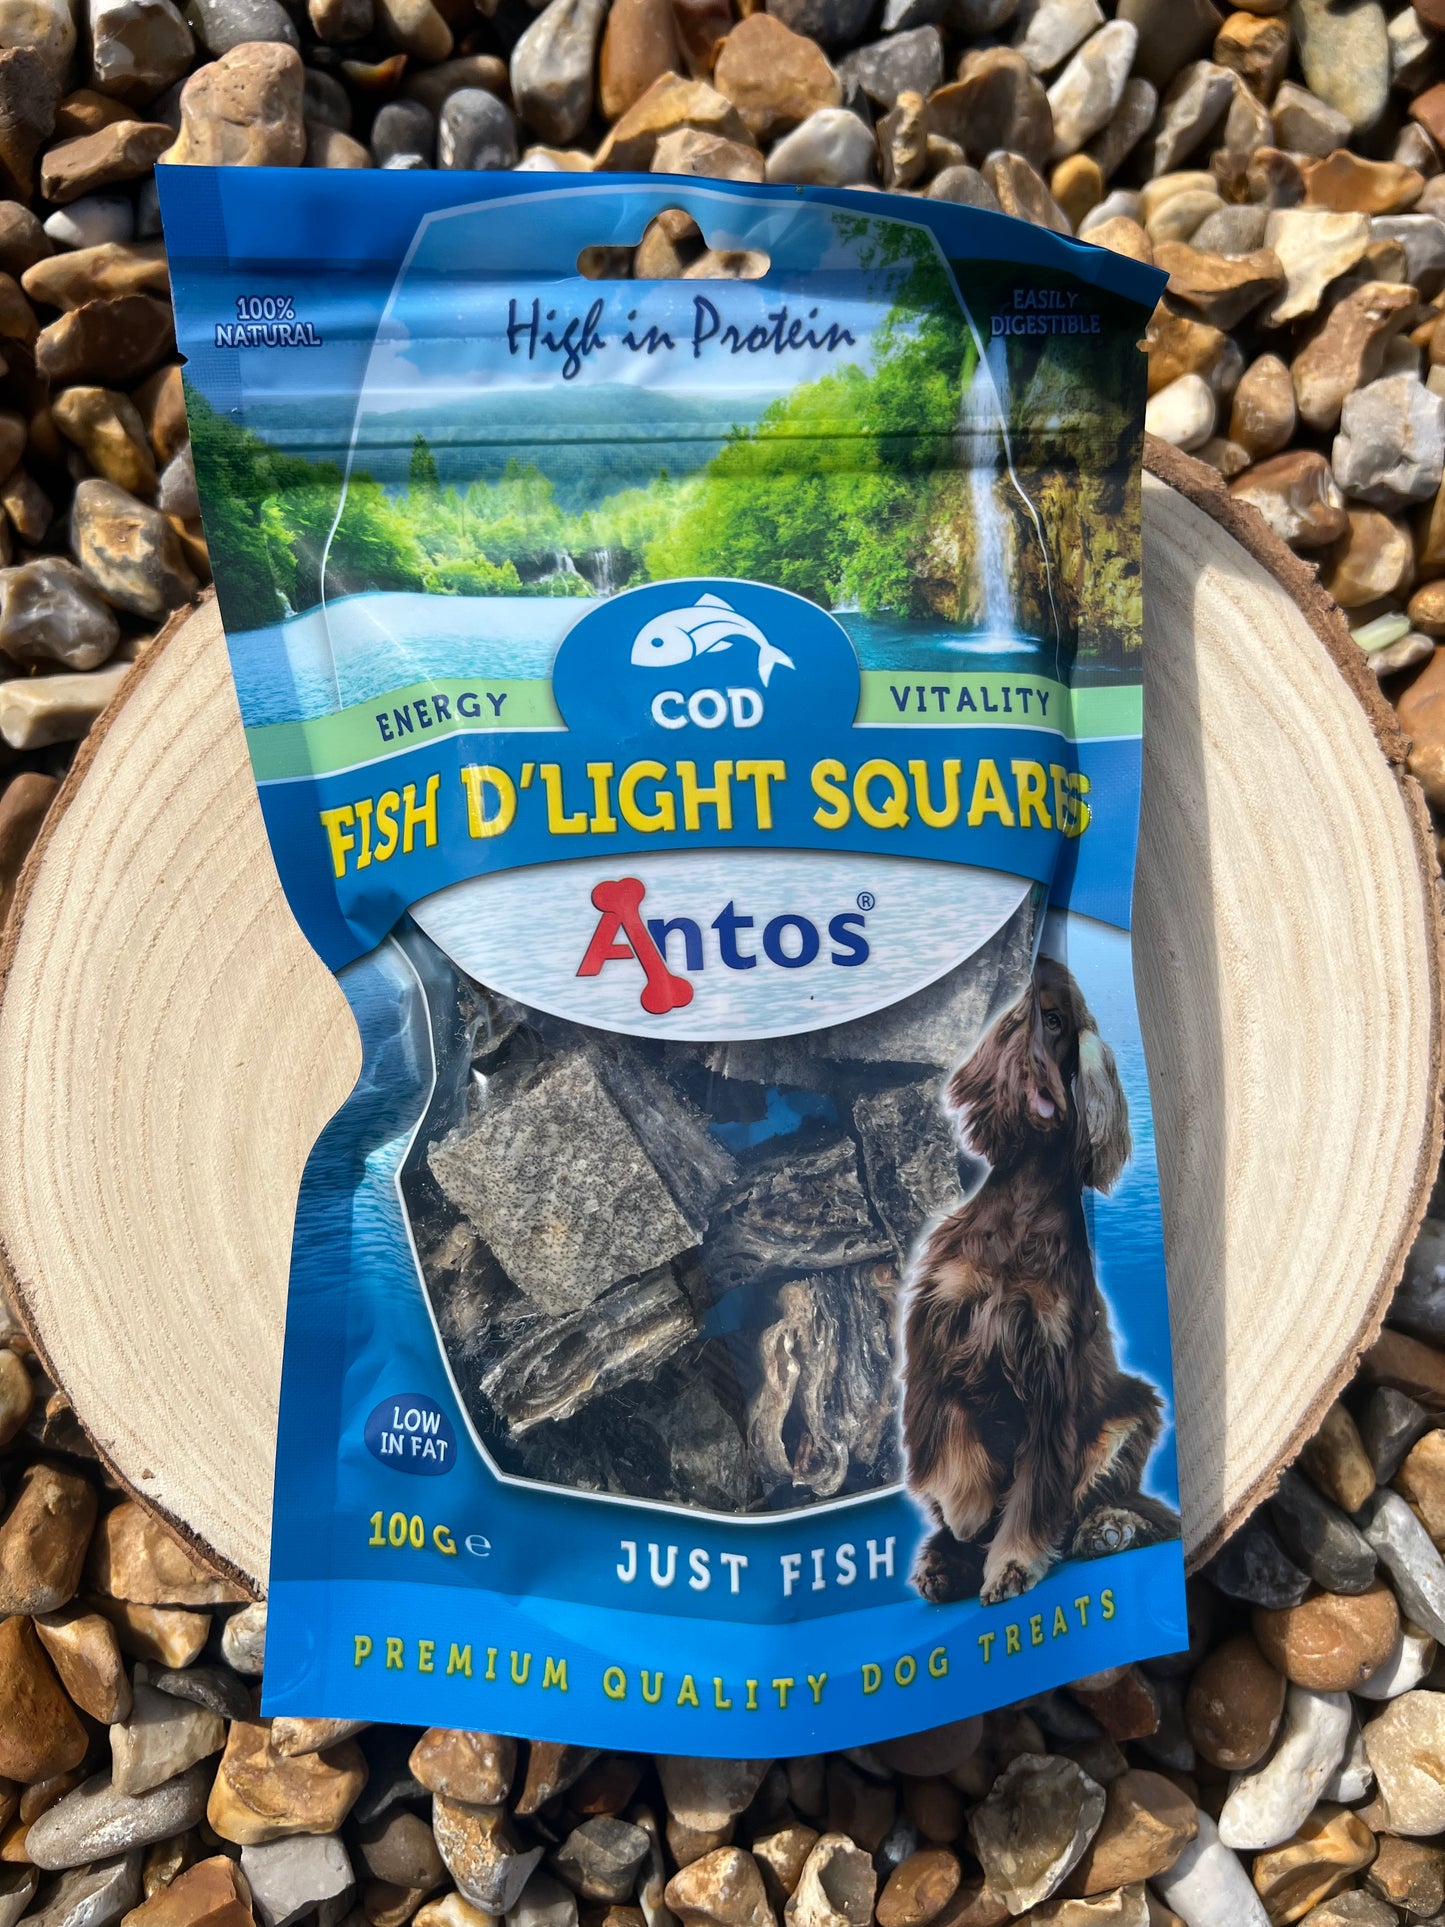 100%
NATURAL
High in Protein
EASILY
DIGESTIBLE
COD
ENERGY
VITALITY
FISH D'LIGHT SQUARES
Antos®
LOW
IN FAT
100 G ℮
JUST FISH
PREMIUM QUALITY DOG TREATS